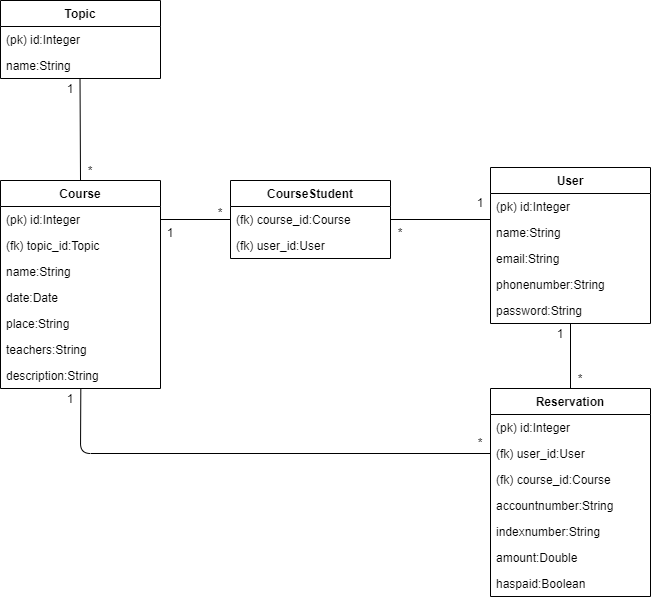 Topic
(pk) id:Integer
name:String
1
*
Course
(pk) id:Integer
(fk) topic_id:Topic
name:String
date:Date
place:String
teachers:String
description:String
1
*
CourseStudent
(fk) course_id:Course
(fk) user_id:User
*
1
User
(pk) id:Integer
name:String
email:String
phonenumber:String
password:String
1
*
1
*
Reservation
(pk) id:Integer
(fk) user_id:User
(fk) course_id:Course
accountnumber:String
indexnumber:String
amount:Double
haspaid:Boolean